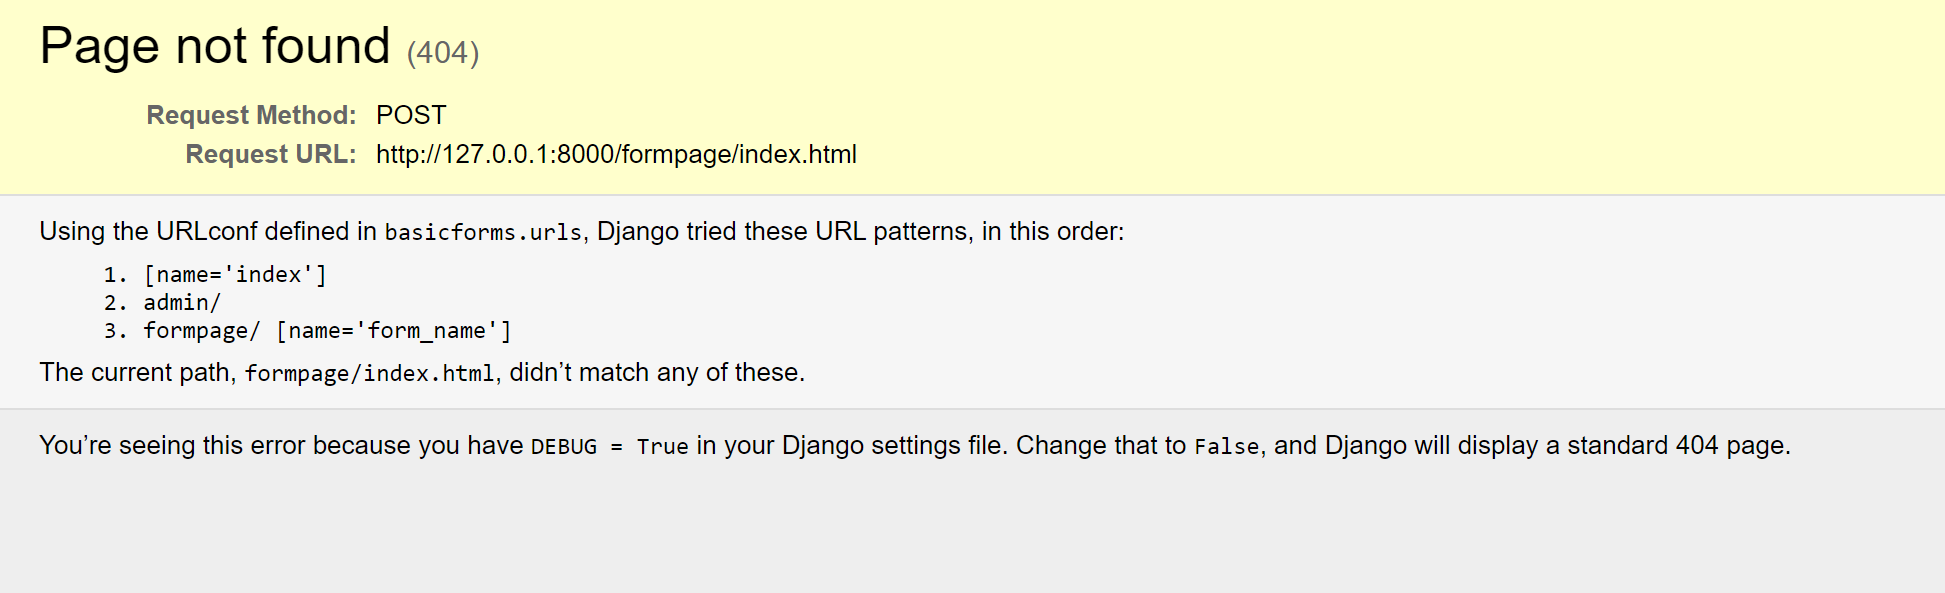 Page not found (404)
Request Method: POST
Request URL: http://127.0.0.1:8000/formpage/index.html
Using the URLconf defined in basicforms.urls, Django tried these URL patterns, in this order:
1. [name='index']
2. admin/
3. formpage/ [name='form_name']
The current path, formpage/index.html, didn’t match any of these.
You’re seeing this error because you have DEBUG = True in your Django settings file. Change that to False, and Django will display a standard 404 page.